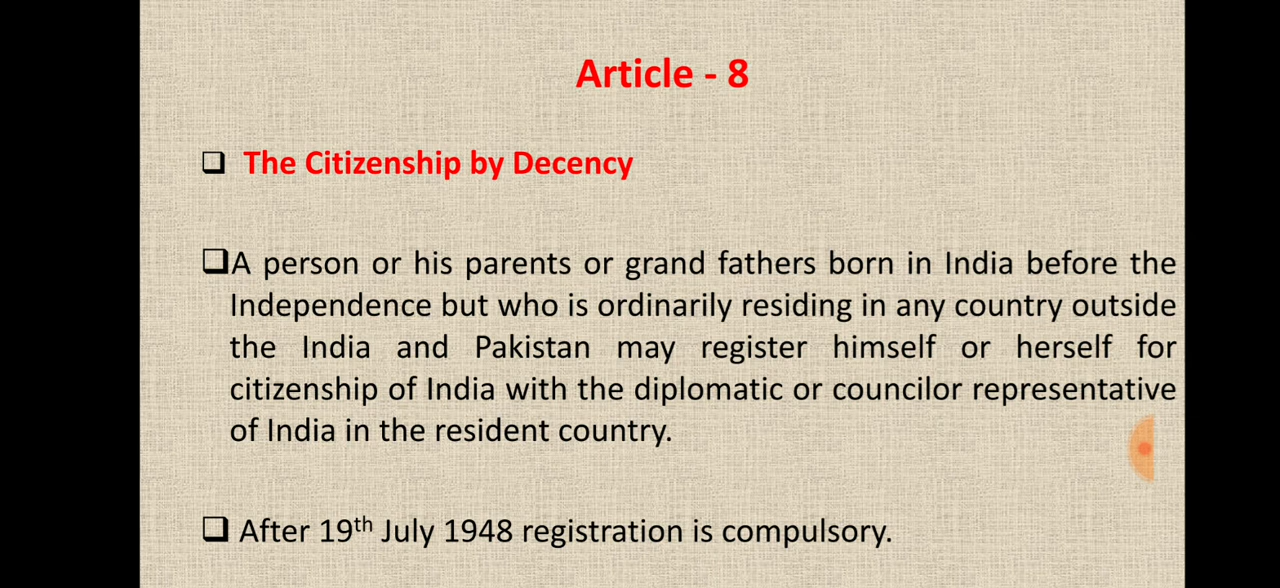 Article - 8
The Citizenship by Decency
A person or his parents or grand fathers born in India before the
Independence but who is ordinarily residing in any country outside
the India and Pakistan may register himself or herself for
citizenship of India with the diplomatic or councilor representative
of India in the resident country.
After 19th July 1948 registration is compulsory.